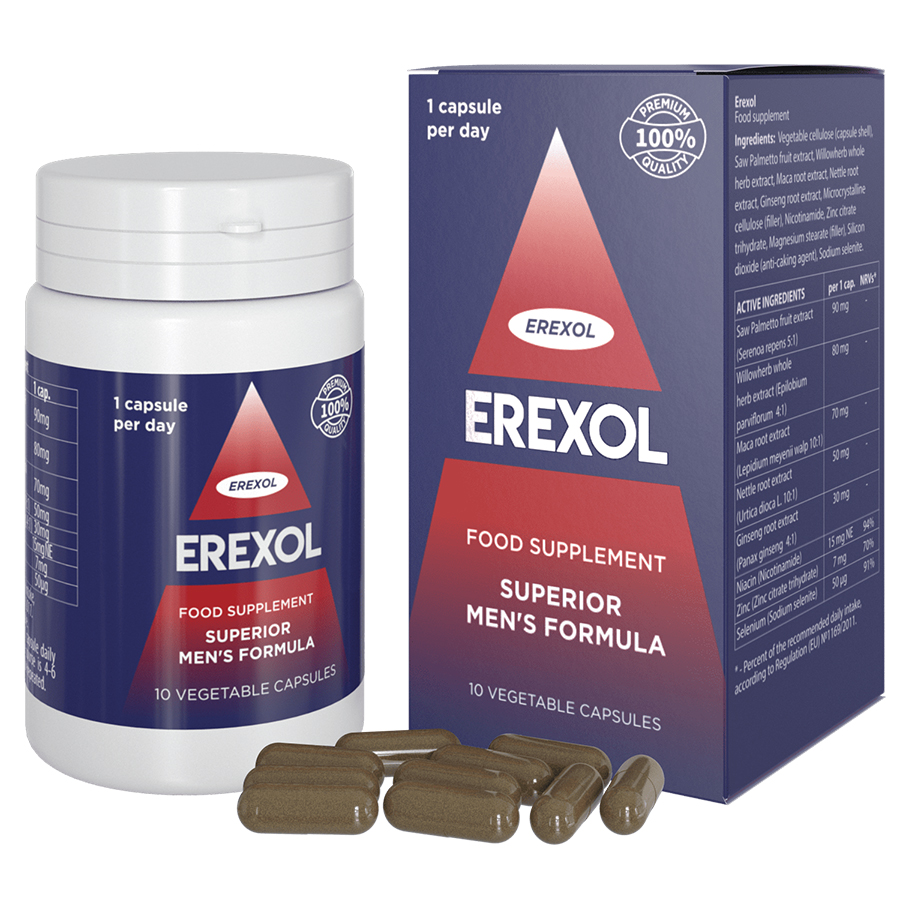 1 cap.
90mg
80mg
70mg
50mg
30mg
7mg
50µg
daily
is 4-6
1 capsule
per day
PREMIUM
100%
QUALITY
EREXOL
EREXOL
FOOD SUPPLEMENT
SUPERIOR
MEN'S FORMULA
10 VEGETABLE CAPSULES
1 capsule
per day
PREMIUM
100%
QUALITY
EREXOL
EREXOL
FOOD SUPPLEMENT
SUPERIOR
MEN'S FORMULA
10 VEGETABLE CAPSULES
Erexol
Food supplement
Ingredients: Vegetable cellulose (capsule shell),
Saw Palmetto fruit extract, Willowherb whole
herb extract, Maca root extract, Nettle root
extract, Ginseng root extract, Microcrystalline
cellulose (filler), Nicotinamide, Zinc citrate
trihydrate, Magnesium stearate (filler), Silicon
dioxide (anti-caking agent), Sodium selenite.
ACTIVE INGREDIENTS per 1 cap. NRVs*
Saw Palmetto fruit extract 90 mg -
(Serenoa repens 5:1)
Willowherb whole 80 mg -
herb extract (Epilobium
parviflorum 4:1)
Maca root extract 70 mg -
(Lepidium meyenii walp 10:1)
Nettle root extract 50 mg -
(Urtica dioca L. 10:1)
Ginseng root extract 30 mg -
(Panax ginseng 4:1)
Niacin (Nicotinamide) 15 mg NE 94%
Zinc (Zinc citrate trihydrate) 7 mg 70%
Selenium (Sodium selenite) 50 µg 91%
* - Percent of the recommended daily intake,
according to Regulation (EU) №1169/2011.